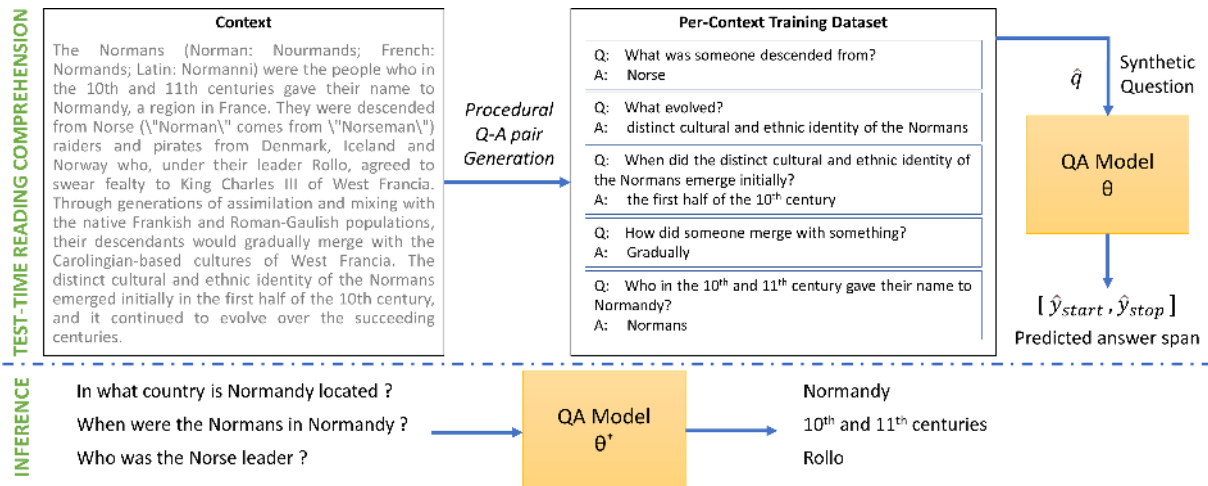 TEST-TIME READING COMPREHENSION
Context
The Normans (Norman: Nourmands; French:
Normands; Latin: Normanni) were the people who in
the 10th and 11th centuries gave their name to
Normandy, a region in France. They were descended
from Norse (\"Norman\" comes from \"Norseman\")
raiders and pirates from Denmark, Iceland and
Norway who, under their leader Rollo, agreed to
swear fealty to King Charles III of West Francia.
Through generations of assimilation and mixing with
the native Frankish and Roman-Gaulish populations,
their descendants would gradually merge with the
Carolingian-based cultures of West Francia. The
distinct cultural and ethnic identity of the Normans
emerged initially in the first half of the 10th century,
and it continued to evolve over the succeeding
centuries.
Procedural
Q-A pair
Generation
Per-Context Training Dataset
Q: What was someone descended from?
A: Norse
Q: What evolved?
A: distinct cultural and ethnic identity of the Normans
Q: When did the distinct cultural and ethnic identity of
the Normans emerge initially?
A: the first half of the 10th century
Q: How did someone merge with something?
A: Gradually
Q: Who in the 10th and 11th century gave their name to
Normandy?
A: Normans
q̂
Synthetic
Question
QA Model
θ
[ ŷstart , ŷstop ]
Predicted answer span
INFERENCE
In what country is Normandy located ?
When were the Normans in Normandy ?
Who was the Norse leader ?
QA Model
θ*
Normandy
10th and 11th centuries
Rollo